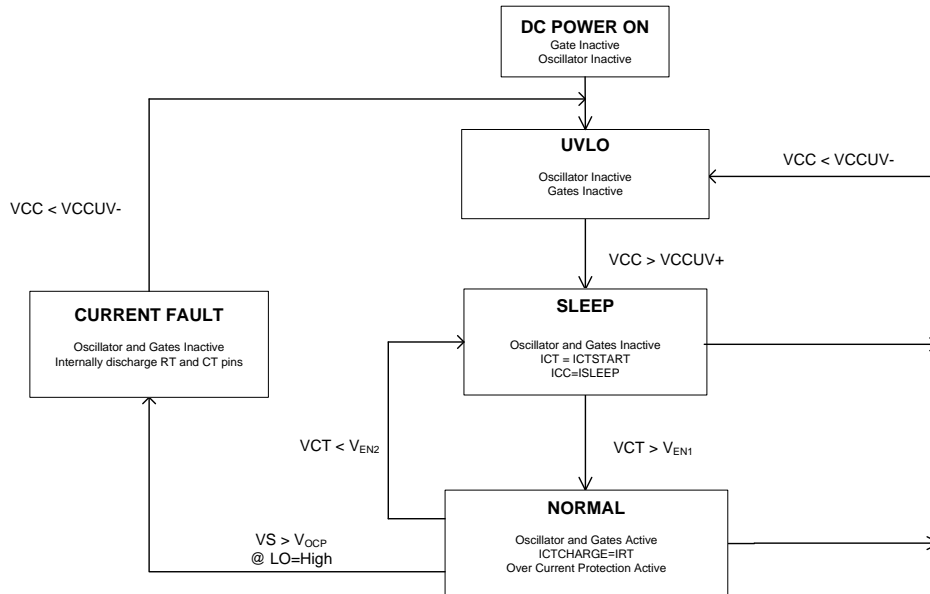 DC POWER ON
Gate Inactive
Oscillator Inactive
UVLO
Oscillator Inactive
Gates Inactive
VCC < VCCUV-
VCC < VCCUV-
VCC > VCCUV+
CURRENT FAULT
Oscillator and Gates Inactive
Internally discharge RT and CT pins
SLEEP
Oscillator and Gates Inactive
ICT = ICTSTART
ICC=ISLEEP
VCT < VEN2
VCT > VEN1
NORMAL
Oscillator and Gates Active
ICTCHARGE=IRT
Over Current Protection Active
VS > VOCP
@ LO=High